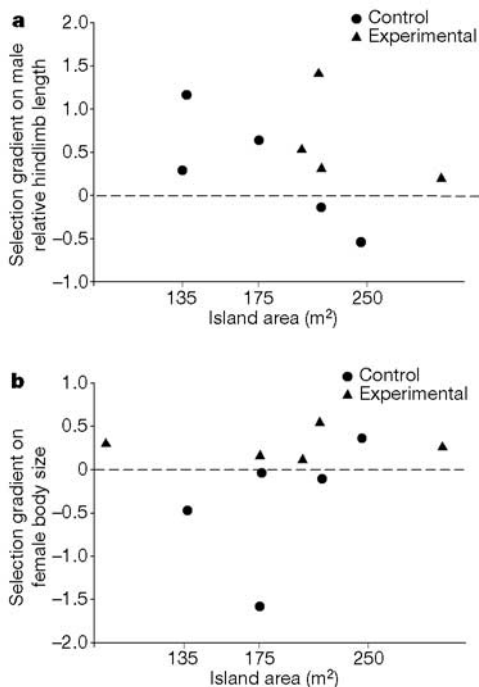 a
Control
Experimental
Selection gradient on male
relative hindlimb length
2.0
1.5
1.0
0.5
0
–0.5
–1.0
135 175 250
Island area (m²)
b
Control
Experimental
Selection gradient on
female body size
1.0
0.5
0
–0.5
–1.0
–1.5
–2.0
135 175 250
Island area (m²)